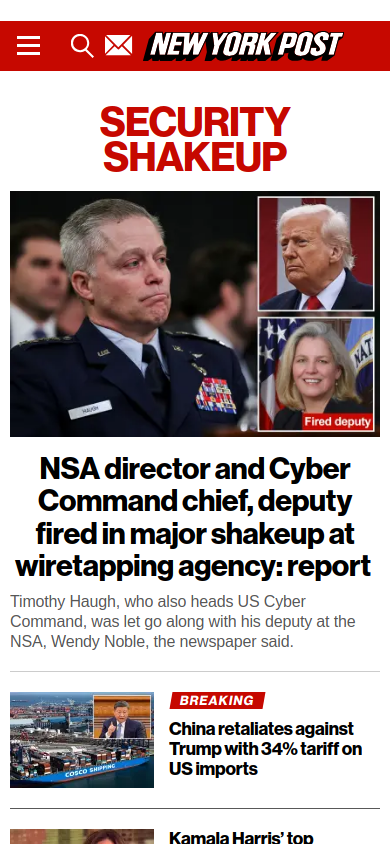 NEW YORK POST
SECURITY
SHAKEUP
HAUGH
Fired deputy
NSA director and Cyber
Command chief, deputy
fired in major shakeup at
wiretapping agency: report
Timothy Haugh, who also heads US Cyber
Command, was let go along with his deputy at the
NSA, Wendy Noble, the newspaper said.
BREAKING
China retaliates against
Trump with 34% tariff on
US imports
COSCO SHIPPING
Kamala Harris' top